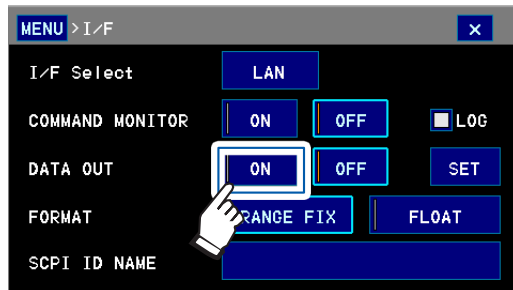 MENU > I/F ×
I/F Select LAN
COMMAND MONITOR ON OFF LOG
DATA OUT ON OFF SET
FORMAT RANGE FIX FLOAT
SCPI ID NAME